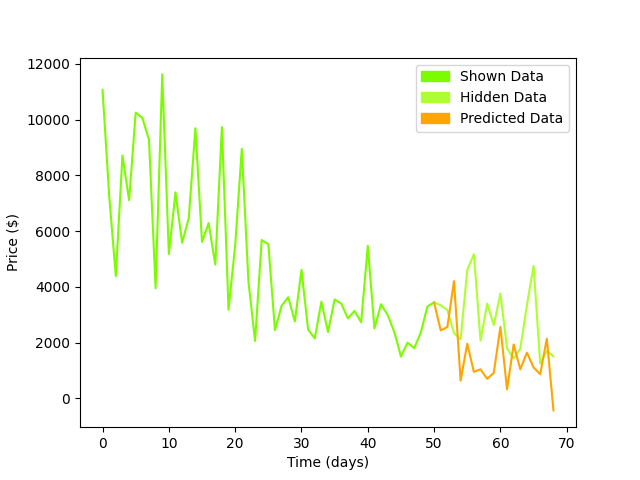 12000
10000
8000
6000
4000
2000
0
Price ($)
0 10 20 30 40 50 60 70
Time (days)
Shown Data
Hidden Data
Predicted Data